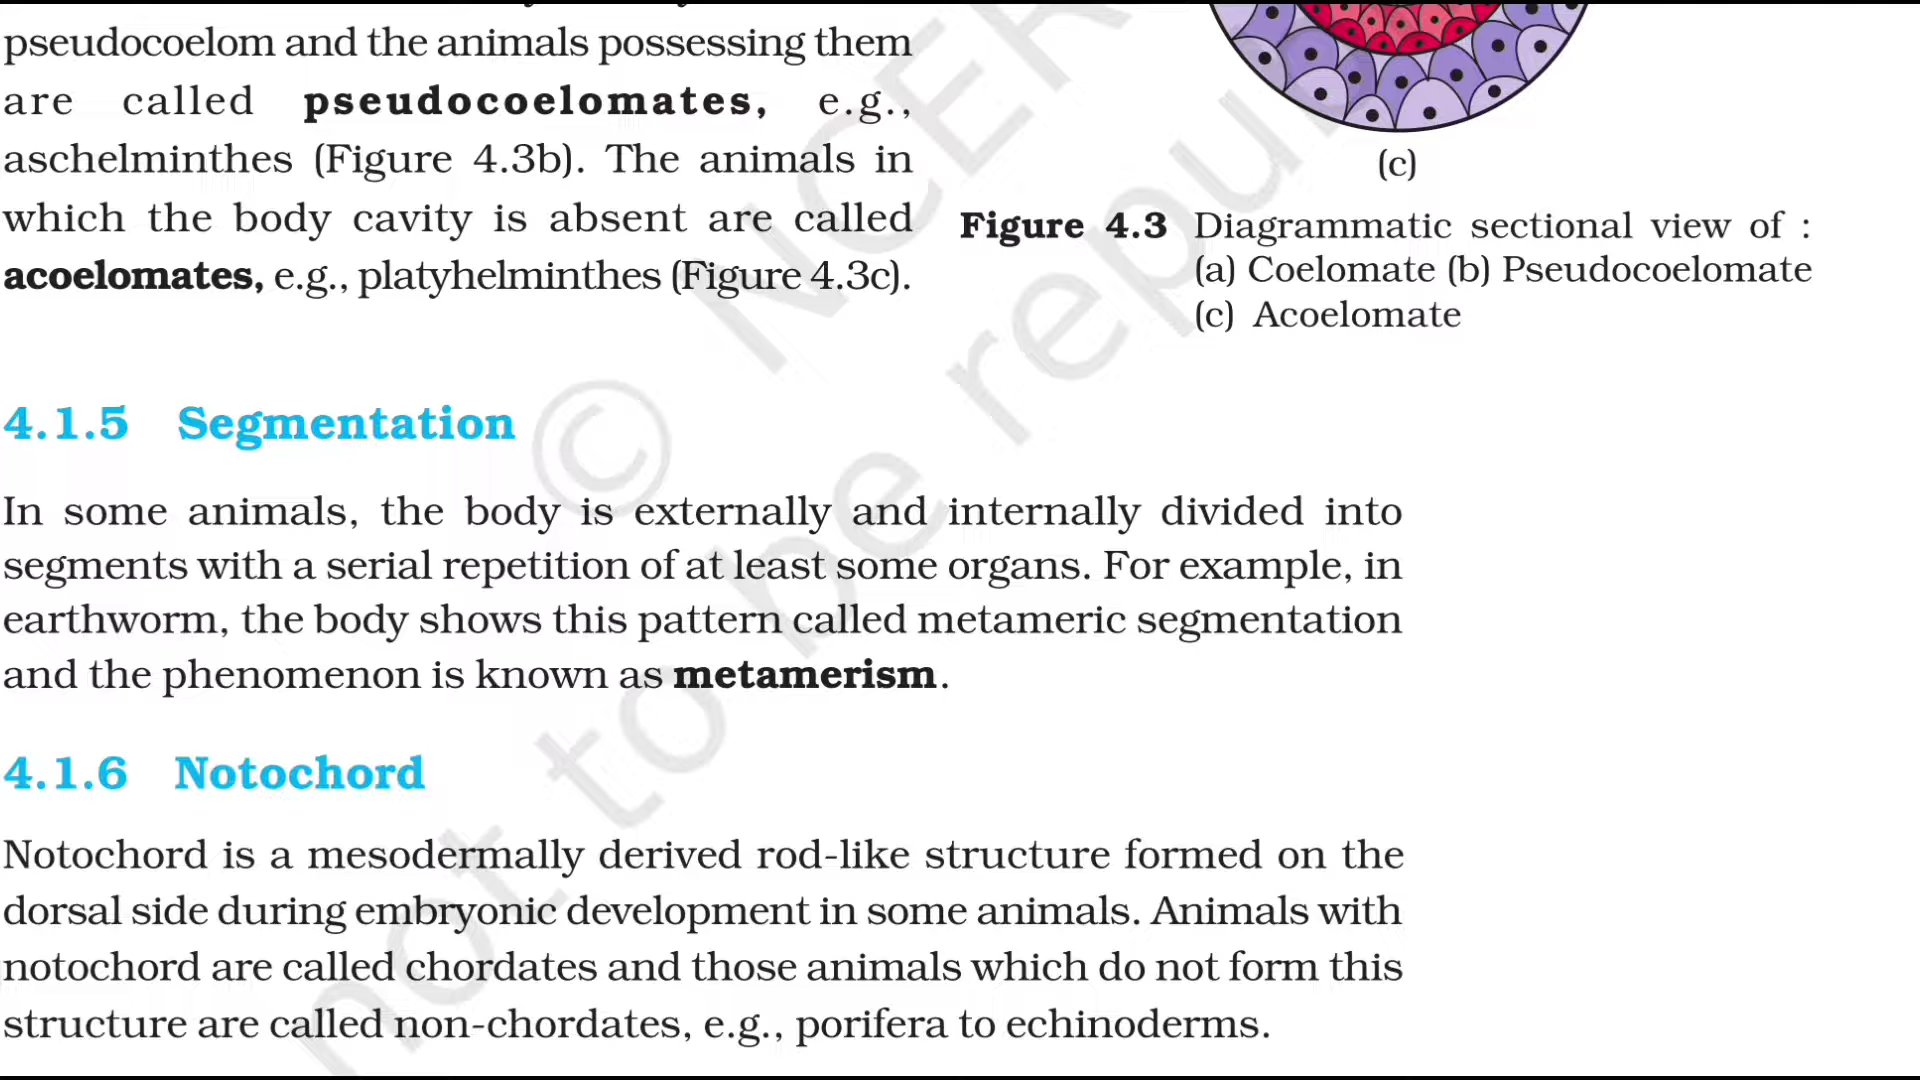 pseudocoelom and the animals possessing them
are called pseudocoelomates, e.g.,
aschelminthes (Figure 4.3b). The animals in
which the body cavity is absent are called
acoelomates, e.g., platyhelminthes (Figure 4.3c).
(c)
Figure 4.3 Diagrammatic sectional view of :
(a) Coelomate (b) Pseudocoelomate
(c) Acoelomate
4.1.5 Segmentation
In some animals, the body is externally and internally divided into
segments with a serial repetition of at least some organs. For example, in
earthworm, the body shows this pattern called metameric segmentation
and the phenomenon is known as metamerism.
4.1.6 Notochord
Notochord is a mesodermally derived rod-like structure formed on the
dorsal side during embryonic development in some animals. Animals with
notochord are called chordates and those animals which do not form this
structure are called non-chordates, e.g., porifera to echinoderms.
© NCER
not to be repu